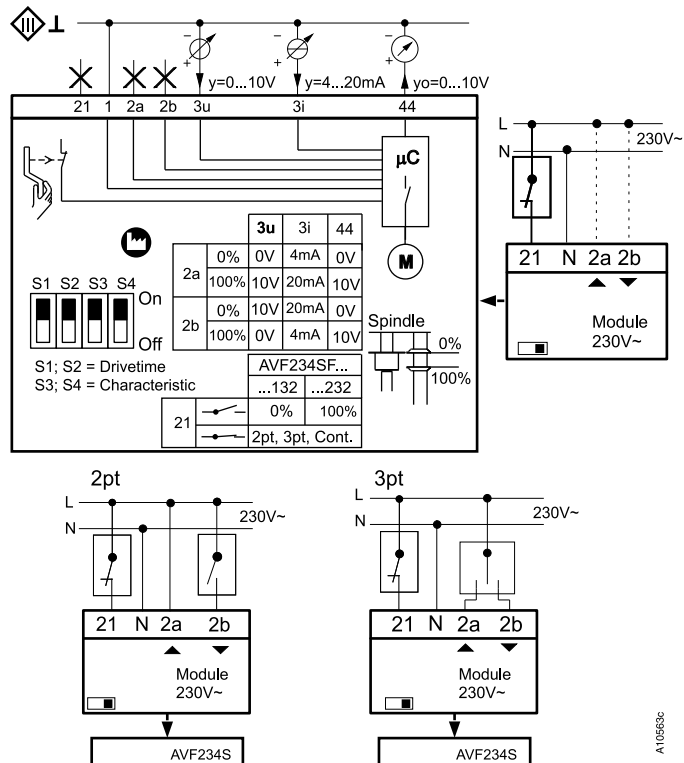 y=0...10V y=4...20mA yo=0...10V
21 1 2a 2b 3u 3i 44
L
230V~
N
µC
M
3u 3i 44
2a 0% 0V 4mA 0V
100% 10V 20mA 10V
2b 0% 10V 20mA 0V
100% 0V 4mA 10V
S1 S2 S3 S4
On
Off
S1; S2 = Drivetime
S3; S4 = Characteristic
Spindle
0%
100%
AVF234SF...
...132 ...232
21 0% 100%
2pt, 3pt, Cont.
21 N 2a 2b
Module
230V~
2pt
L
230V~
N
21 N 2a 2b
Module
230V~
AVF234S
3pt
L
230V~
N
21 N 2a 2b
Module
230V~
AVF234S
A10563c